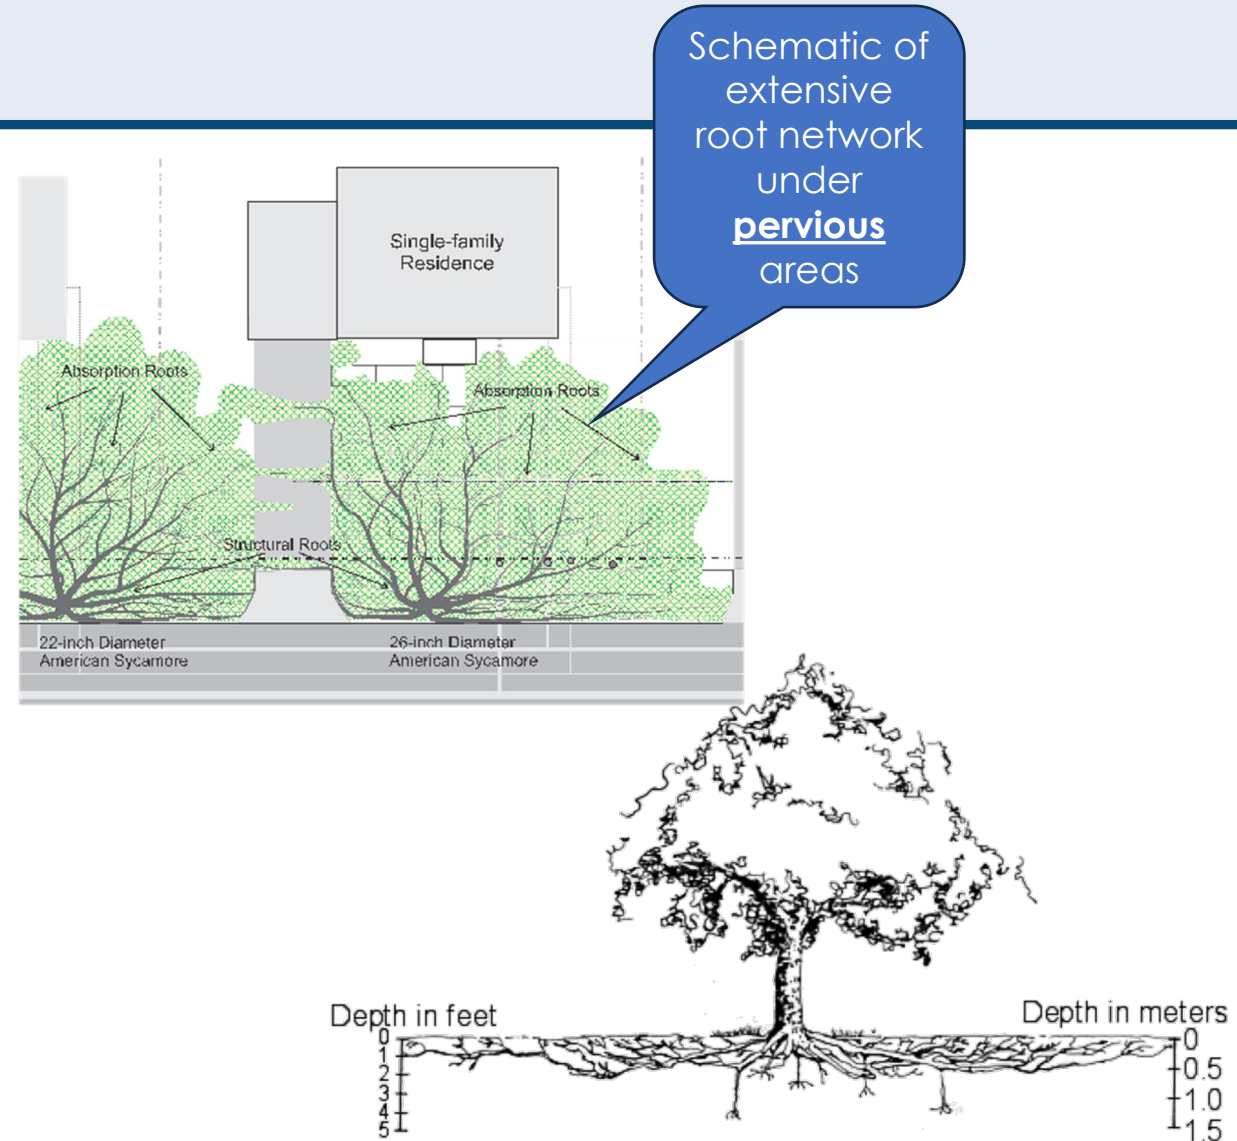 Schematic of
extensive
root network
under
pervious
areas
Single-family
Residence
Absorption Roots
Absorption Roots
Structural Roots
22-inch Diameter
American Sycamore
26-inch Diameter
American Sycamore
Depth in feet
0
1
2
3
4
5
Depth in meters
0
0.5
1.0
1.5